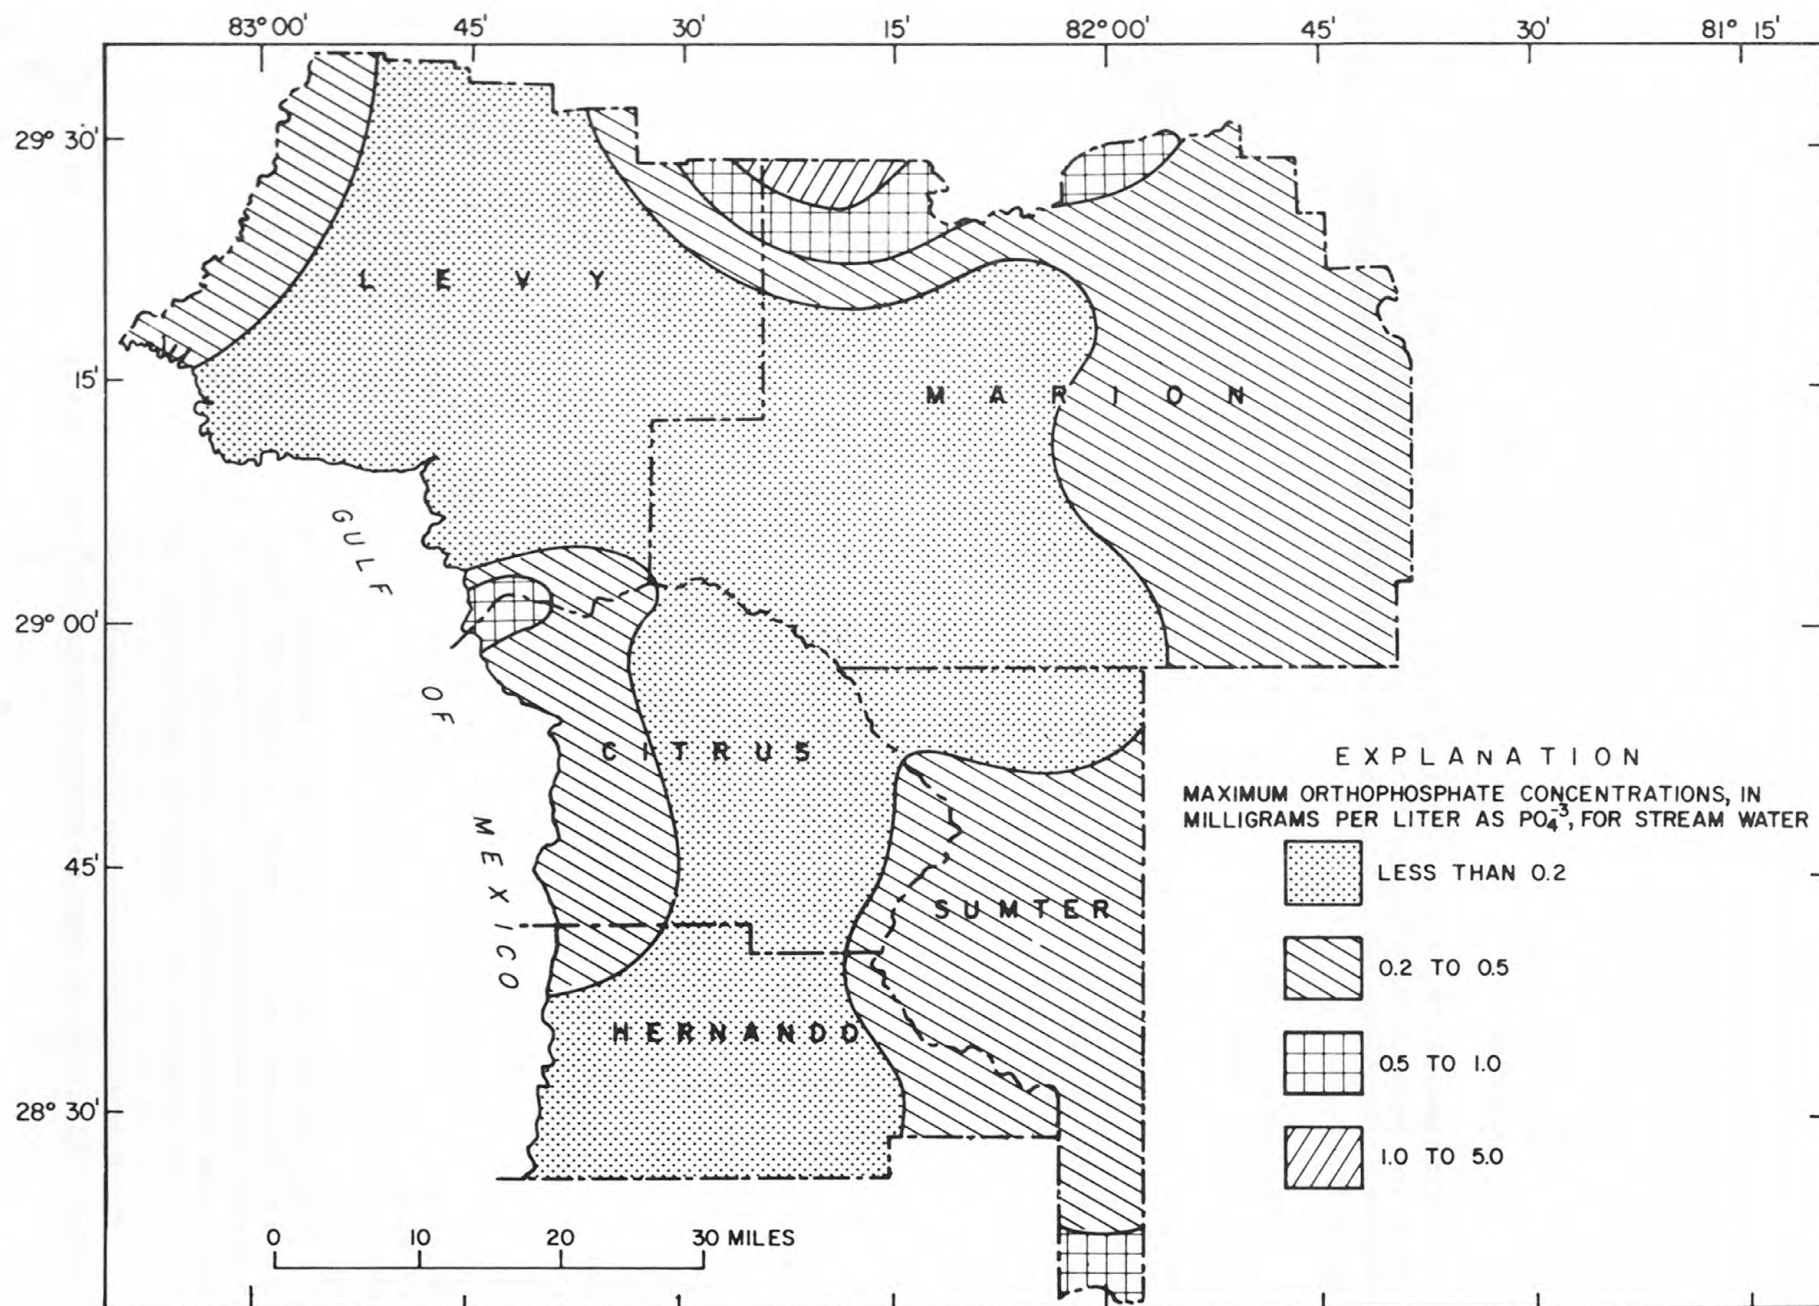 83° 00' 45' 30' 15' 82° 00' 45' 30' 81° 15'
29° 30'
15'
29° 00'
45'
28° 30'
LEVY
MARION
CITRUS
SUMTER
HERNANDO
GULF
OF
MEXICO
EXPLANATION
MAXIMUM ORTHOPHOSPHATE CONCENTRATIONS, IN
MILLIGRAMS PER LITER AS PO₄⁻³, FOR STREAM WATER
LESS THAN 0.2
0.2 TO 0.5
0.5 TO 1.0
1.0 TO 5.0
0 10 20 30 MILES